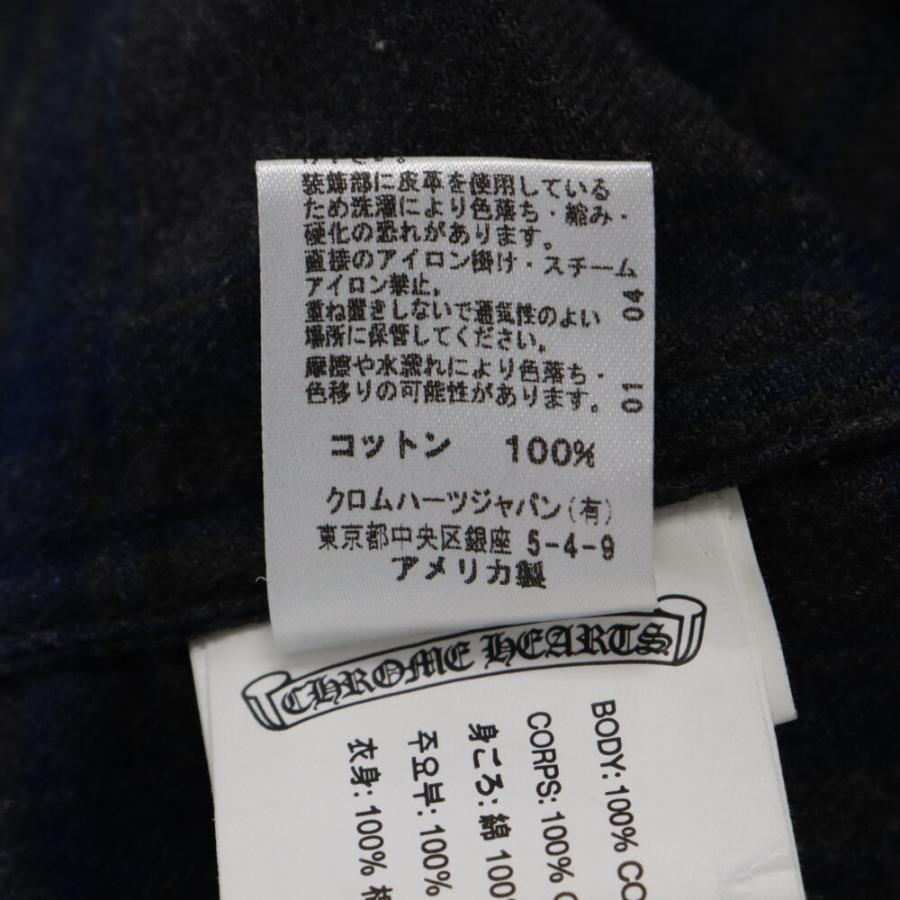 装飾部に皮革を使用している
ため洗濯により色落ち・縮み・
硬化の恐れがあります。
直接のアイロン掛け・スチーム
アイロン禁止。
重ね置きしないで通気性のよい
場所に保管してください。
摩擦や水濡れにより色落ち・
色移りの可能性があります。
01 04
コットン 100%
クロムハーツジャパン(有)
東京都中央区銀座 5-4-9
アメリカ製
CHROME HEARTS
BODY: 100% CO
CORPS: 100%
身ごろ: 綿 100
주요부: 100%
衣身: 100%